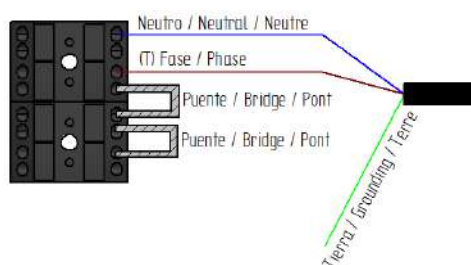 Neutro / Neutral / Neutre
(T) Fase / Phase
Puente / Bridge / Pont
Puente / Bridge / Pont
Tierra / Grounding / Terre